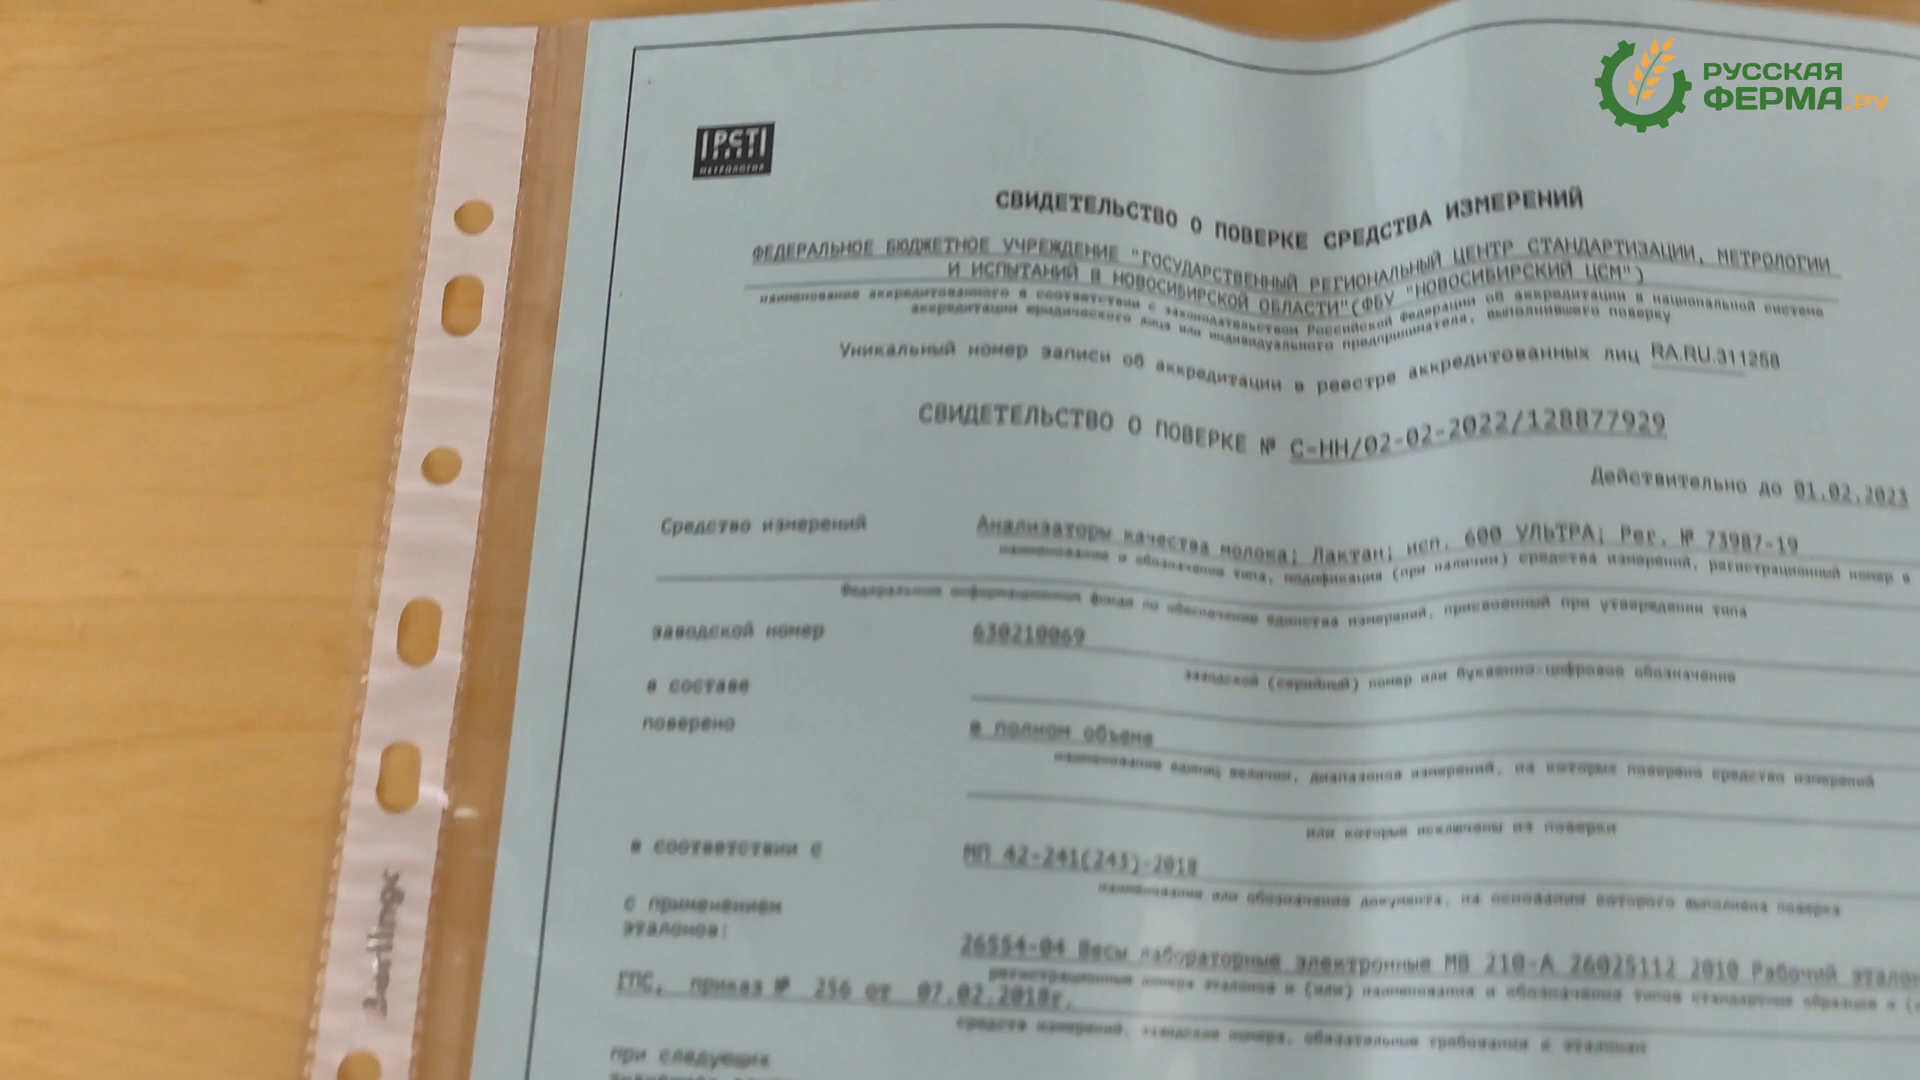 РУССКАЯ
ФЕРМА.РУ
РСТ
МЕТРОЛОГИЯ
СВИДЕТЕЛЬСТВО О ПОВЕРКЕ СРЕДСТВА ИЗМЕРЕНИЙ
ФЕДЕРАЛЬНОЕ БЮДЖЕТНОЕ УЧРЕЖДЕНИЕ "ГОСУДАРСТВЕННЫЙ РЕГИОНАЛЬНЫЙ ЦЕНТР СТАНДАРТИЗАЦИИ, МЕТРОЛОГИИ
И ИСПЫТАНИЙ В НОВОСИБИРСКОЙ ОБЛАСТИ"(ФБУ "НОВОСИБИРСКИЙ ЦСМ")
наименование аккредитованного в соответствии с законодательством Российской Федерации об аккредитации в национальной системе
аккредитации юридического лица или индивидуального предпринимателя, выполнившего поверку
Уникальный номер записи об аккредитации в реестре аккредитованных лиц RA.RU.311258
СВИДЕТЕЛЬСТВО О ПОВЕРКЕ № С-НН/02-02-2022/128877929
Действительно до 01.02.2023
Средство измерений Анализаторы качества молока; Лактан; исп. 600 УЛЬТРА; Рег. № 73987-19
наименование и обозначение типа, модификация (при наличии) средства измерений, регистрационный номер в
Федеральном информационном фонде по обеспечению единства измерений, присвоенный при утверждении типа
заводской номер 630210069
заводской (серийный) номер или буквенно-цифровое обозначение
в составе
поверено в полном объеме
наименование единиц величин, диапазонов измерений, на которых поверено средство измерений
или которые исключены из поверки
в соответствии с МП 42-241(243)-2018
наименование или обозначение документа, на основании которого выполнена поверка
с применением
эталонов:
26554-04 Весы лабораторные электронные МВ 210-А 26025112 2010 Рабочий эталон
регистрационные номера эталонов и (или) наименования и обозначения типов стандартных образцов и (
ГПС, приказ № 256 от 07.02.2018г.
средств измерений, заводские номера, обязательные требования к эталонам
при следующих
Berlingo